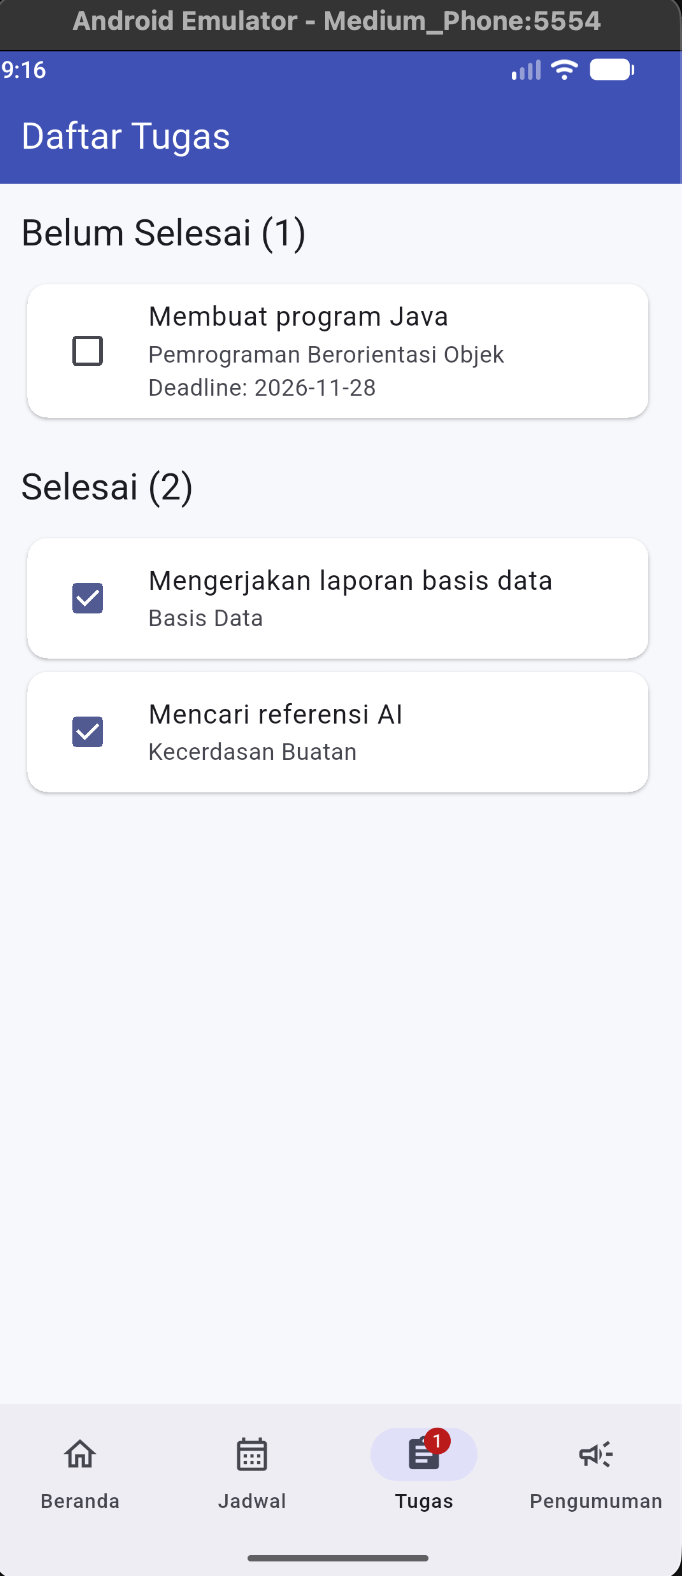 Android Emulator - Medium_Phone:5554
9:16
Daftar Tugas
Belum Selesai (1)
Membuat program Java
Pemrograman Berorientasi Objek
Deadline: 2026-11-28
Selesai (2)
Mengerjakan laporan basis data
Basis Data
Mencari referensi AI
Kecerdasan Buatan
1
Beranda
Jadwal
Tugas
Pengumuman